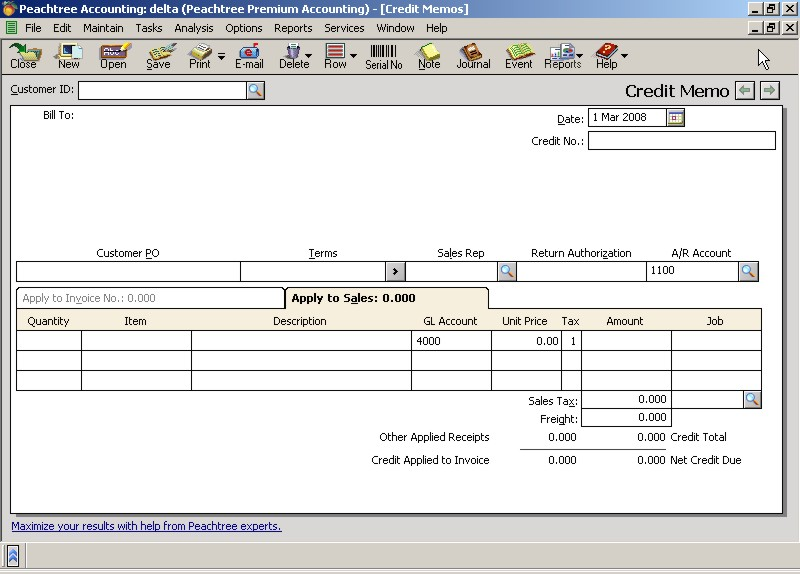 Peachtree Accounting: delta (Peachtree Premium Accounting) - [Credit Memos]
File Edit Maintain Tasks Analysis Options Reports Services Window Help
Close New Open Save Print E-mail Delete Row Serial No Note Journal Event Reports Help
Customer ID: Credit Memo
Bill To:
Date: 1 Mar 2008
Credit No.:
Customer PO Terms Sales Rep Return Authorization A/R Account
1100
Apply to Invoice No.: 0.000 Apply to Sales: 0.000
Quantity Item Description GL Account Unit Price Tax Amount Job
4000 0.00 1
Sales Tax: 0.000
Freight: 0.000
Other Applied Receipts 0.000 0.000 Credit Total
Credit Applied to Invoice 0.000 0.000 Net Credit Due
Maximize your results with help from Peachtree experts.